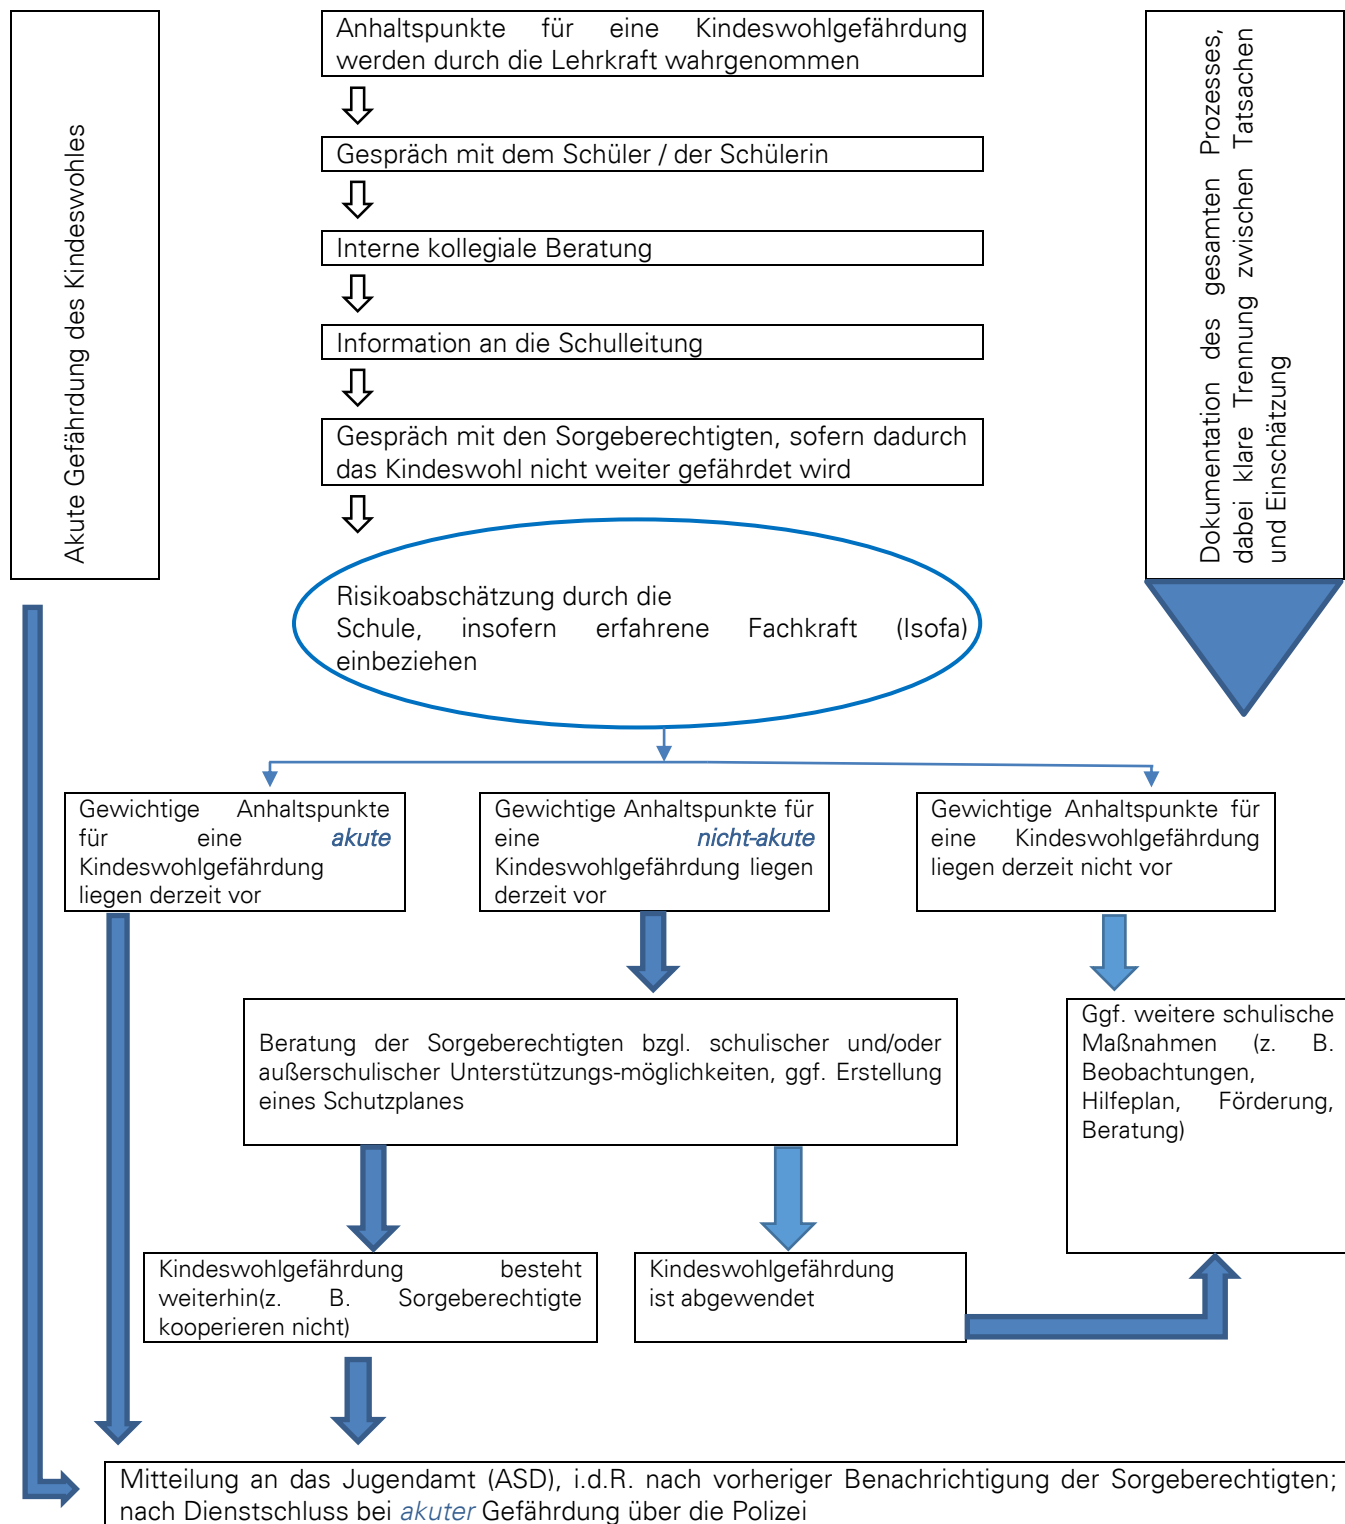 Akute Gefährdung des Kindeswohles
Anhaltspunkte für eine Kindeswohlgefährdung
werden durch die Lehrkraft wahrgenommen
Gespräch mit dem Schüler / der Schülerin
Interne kollegiale Beratung
Information an die Schulleitung
Gespräch mit den Sorgeberechtigten, sofern dadurch
das Kindeswohl nicht weiter gefährdet wird
Dokumentation des gesamten Prozesses,
dabei klare Trennung zwischen Tatsachen
und Einschätzung
Risikoabschätzung durch die
Schule, insofern erfahrene Fachkraft (Isofa)
einbeziehen
Gewichtige Anhaltspunkte
für eine akute
Kindeswohlgefährdung
liegen derzeit vor
Gewichtige Anhaltspunkte für
eine nicht-akute
Kindeswohlgefährdung liegen
derzeit vor
Gewichtige Anhaltspunkte für
eine Kindeswohlgefährdung
liegen derzeit nicht vor
Beratung der Sorgeberechtigten bzgl. schulischer und/oder
außerschulischer Unterstützungs-möglichkeiten, ggf. Erstellung
eines Schutzplanes
Ggf. weitere schulische
Maßnahmen (z. B.
Beobachtungen,
Hilfeplan, Förderung,
Beratung)
Kindeswohlgefährdung besteht
weiterhin(z. B. Sorgeberechtigte
kooperieren nicht)
Kindeswohlgefährdung
ist abgewendet
Mitteilung an das Jugendamt (ASD), i.d.R. nach vorheriger Benachrichtigung der Sorgeberechtigten;
nach Dienstschluss bei akuter Gefährdung über die Polizei